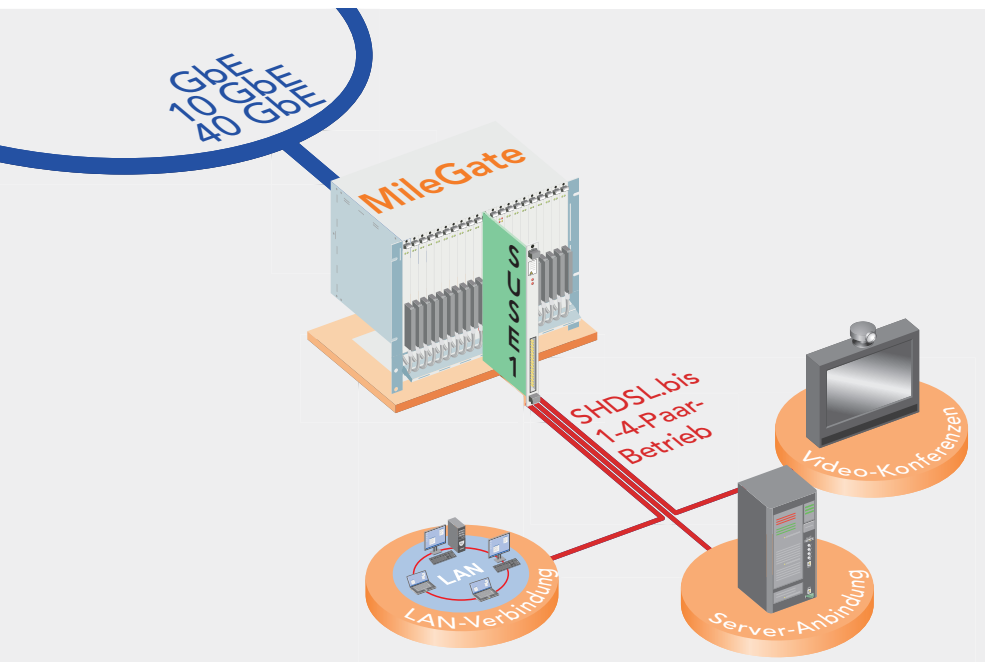 GbE
10 GbE
40 GbE
MileGate
SUSE1
SHDSL.bis
1-4-Paar-
Betrieb
Video-Konferenzen
LAN
LAN-Verbindung
Server-Anbindung